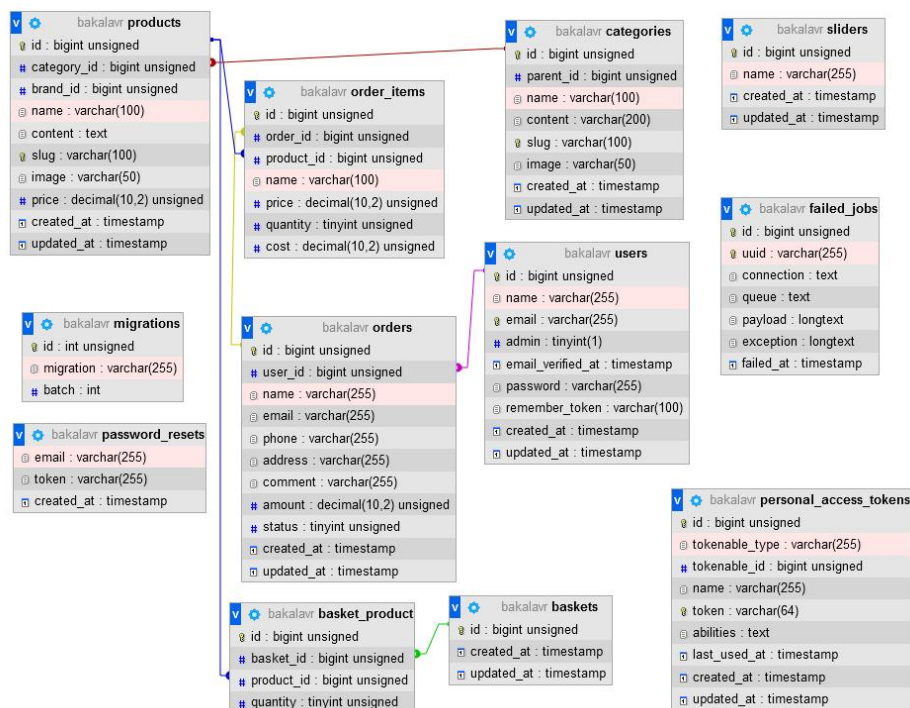 v bakalavr products
id : bigint unsigned
# category_id : bigint unsigned
# brand_id : bigint unsigned
name : varchar(100)
content : text
slug : varchar(100)
image : varchar(50)
# price : decimal(10,2) unsigned
created_at : timestamp
updated_at : timestamp
v bakalavr order_items
id : bigint unsigned
# order_id : bigint unsigned
# product_id : bigint unsigned
name : varchar(100)
# price : decimal(10,2) unsigned
# quantity : tinyint unsigned
# cost : decimal(10,2) unsigned
v bakalavr categories
id : bigint unsigned
# parent_id : bigint unsigned
name : varchar(100)
content : varchar(200)
slug : varchar(100)
image : varchar(50)
created_at : timestamp
updated_at : timestamp
v bakalavr sliders
id : bigint unsigned
name : varchar(255)
created_at : timestamp
updated_at : timestamp
v bakalavr failed_jobs
id : bigint unsigned
uuid : varchar(255)
connection : text
queue : text
payload : longtext
exception : longtext
failed_at : timestamp
v bakalavr users
id : bigint unsigned
name : varchar(255)
email : varchar(255)
# admin : tinyint(1)
email_verified_at : timestamp
password : varchar(255)
remember_token : varchar(100)
created_at : timestamp
updated_at : timestamp
v bakalavr migrations
id : int unsigned
migration : varchar(255)
# batch : int
v bakalavr orders
id : bigint unsigned
# user_id : bigint unsigned
name : varchar(255)
email : varchar(255)
phone : varchar(255)
address : varchar(255)
comment : varchar(255)
# amount : decimal(10,2) unsigned
# status : tinyint unsigned
created_at : timestamp
updated_at : timestamp
v bakalavr password_resets
email : varchar(255)
token : varchar(255)
created_at : timestamp
v bakalavr personal_access_tokens
id : bigint unsigned
tokenable_type : varchar(255)
# tokenable_id : bigint unsigned
name : varchar(255)
token : varchar(64)
abilities : text
last_used_at : timestamp
created_at : timestamp
updated_at : timestamp
v bakalavr basket_product
id : bigint unsigned
# basket_id : bigint unsigned
# product_id : bigint unsigned
# quantity : tinyint unsigned
v bakalavr baskets
id : bigint unsigned
created_at : timestamp
updated_at : timestamp